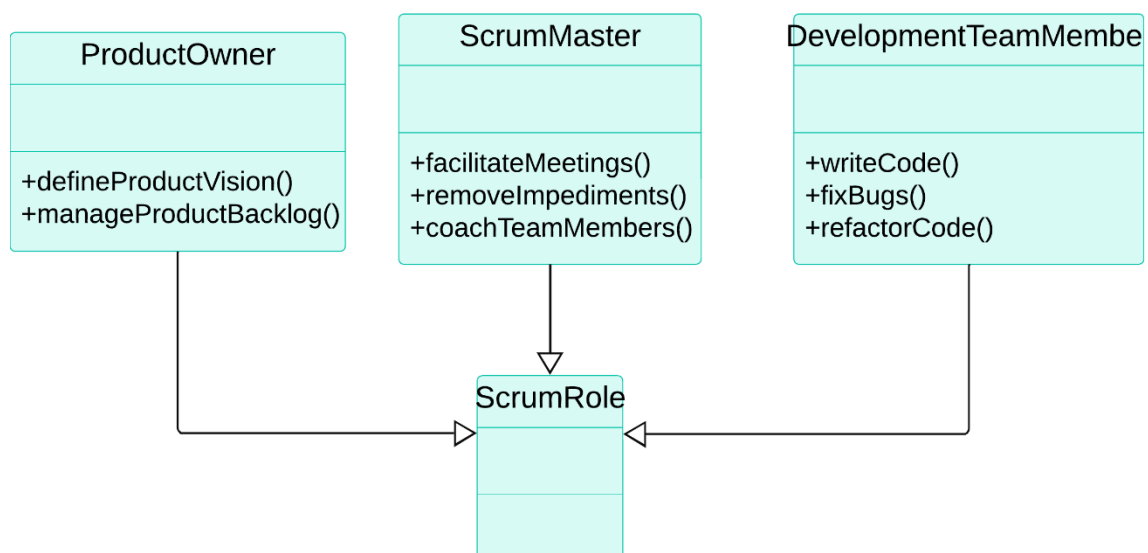 ProductOwner
+defineProductVision()
+manageProductBacklog()
ScrumMaster
+facilitateMeetings()
+removeImpediments()
+coachTeamMembers()
DevelopmentTeamMembe
+writeCode()
+fixBugs()
+refactorCode()
ScrumRole